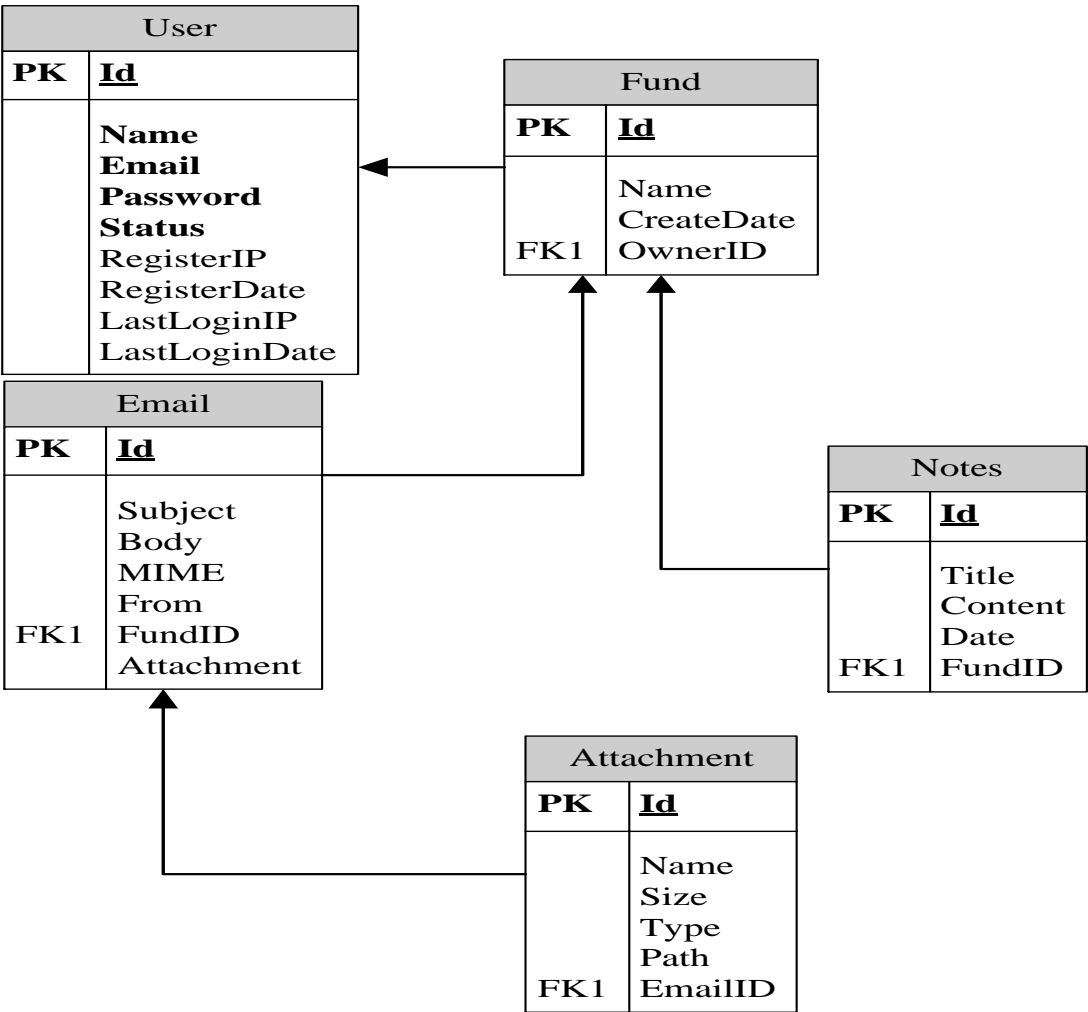 User
PK Id
Name
Email
Password
Status
RegisterIP
RegisterDate
LastLoginIP
LastLoginDate
Fund
PK Id
Name
CreateDate
FK1 OwnerID
Email
PK Id
Subject
Body
MIME
From
FK1 FundID
Attachment
Notes
PK Id
Title
Content
Date
FK1 FundID
Attachment
PK Id
Name
Size
Type
Path
FK1 EmailID